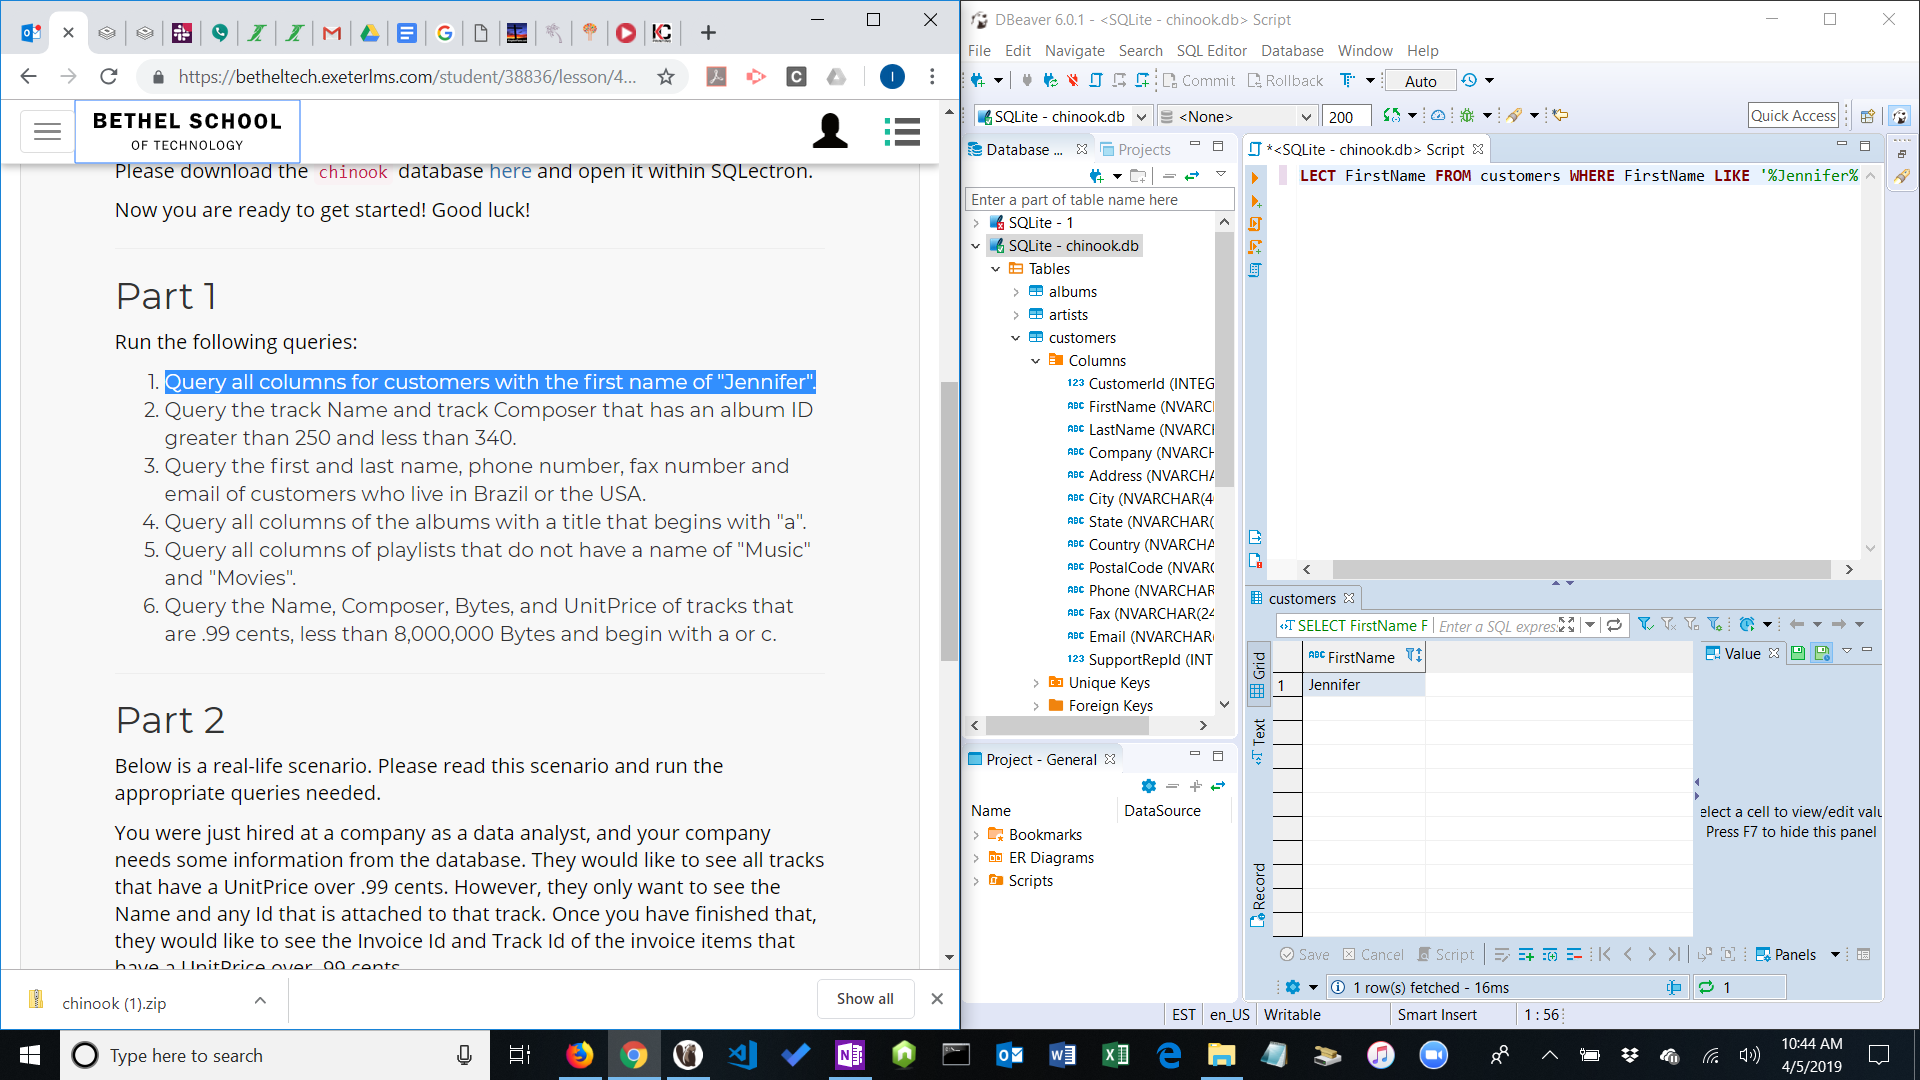 https://betheltech.exeterlms.com/student/38836/lesson/4...
BETHEL SCHOOL
OF TECHNOLOGY
Please download the chinook database here and open it within SQLectron.
Now you are ready to get started! Good luck!
Part 1
Run the following queries:
1. Query all columns for customers with the first name of "Jennifer".
2. Query the track Name and track Composer that has an album ID
greater than 250 and less than 340.
3. Query the first and last name, phone number, fax number and
email of customers who live in Brazil or the USA.
4. Query all columns of the albums with a title that begins with "a".
5. Query all columns of playlists that do not have a name of "Music"
and "Movies".
6. Query the Name, Composer, Bytes, and UnitPrice of tracks that
are .99 cents, less than 8,000,000 Bytes and begin with a or c.
Part 2
Below is a real-life scenario. Please read this scenario and run the
appropriate queries needed.
You were just hired at a company as a data analyst, and your company
needs some information from the database. They would like to see all tracks
that have a UnitPrice over .99 cents. However, they only want to see the
Name and any Id that is attached to that track. Once you have finished that,
they would like to see the Invoice Id and Track Id of the invoice items that
have a UnitPrice over .99 cents
chinook (1).zip
Show all
DBeaver 6.0.1 - <SQLite - chinook.db> Script
File Edit Navigate Search SQL Editor Database Window Help
Commit Rollback Auto
SQLite - chinook.db <None> 200 Quick Access
Database ... Projects
Enter a part of table name here
SQLite - 1
SQLite - chinook.db
Tables
albums
artists
customers
Columns
123 CustomerId (INTEG
ABC FirstName (NVARCI
ABC LastName (NVARCH
ABC Company (NVARCH
ABC Address (NVARCHA
ABC City (NVARCHAR(4
ABC State (NVARCHAR(
ABC Country (NVARCHA
ABC PostalCode (NVARC
ABC Phone (NVARCHAR
ABC Fax (NVARCHAR(24
ABC Email (NVARCHAR(
123 SupportRepId (INT
Unique Keys
Foreign Keys
Project - General
Name DataSource
Bookmarks
ER Diagrams
Scripts
*<SQLite - chinook.db> Script
LECT FirstName FROM customers WHERE FirstName LIKE '%Jennifer%
customers
SELECT FirstName F Enter a SQL expres
Grid
Text
Record
ABC FirstName
1 Jennifer
Value
elect a cell to view/edit valu
Press F7 to hide this panel
Save Cancel Script Panels
1 row(s) fetched - 16ms
1
EST en_US Writable Smart Insert 1 : 56
Type here to search
10:44 AM
4/5/2019